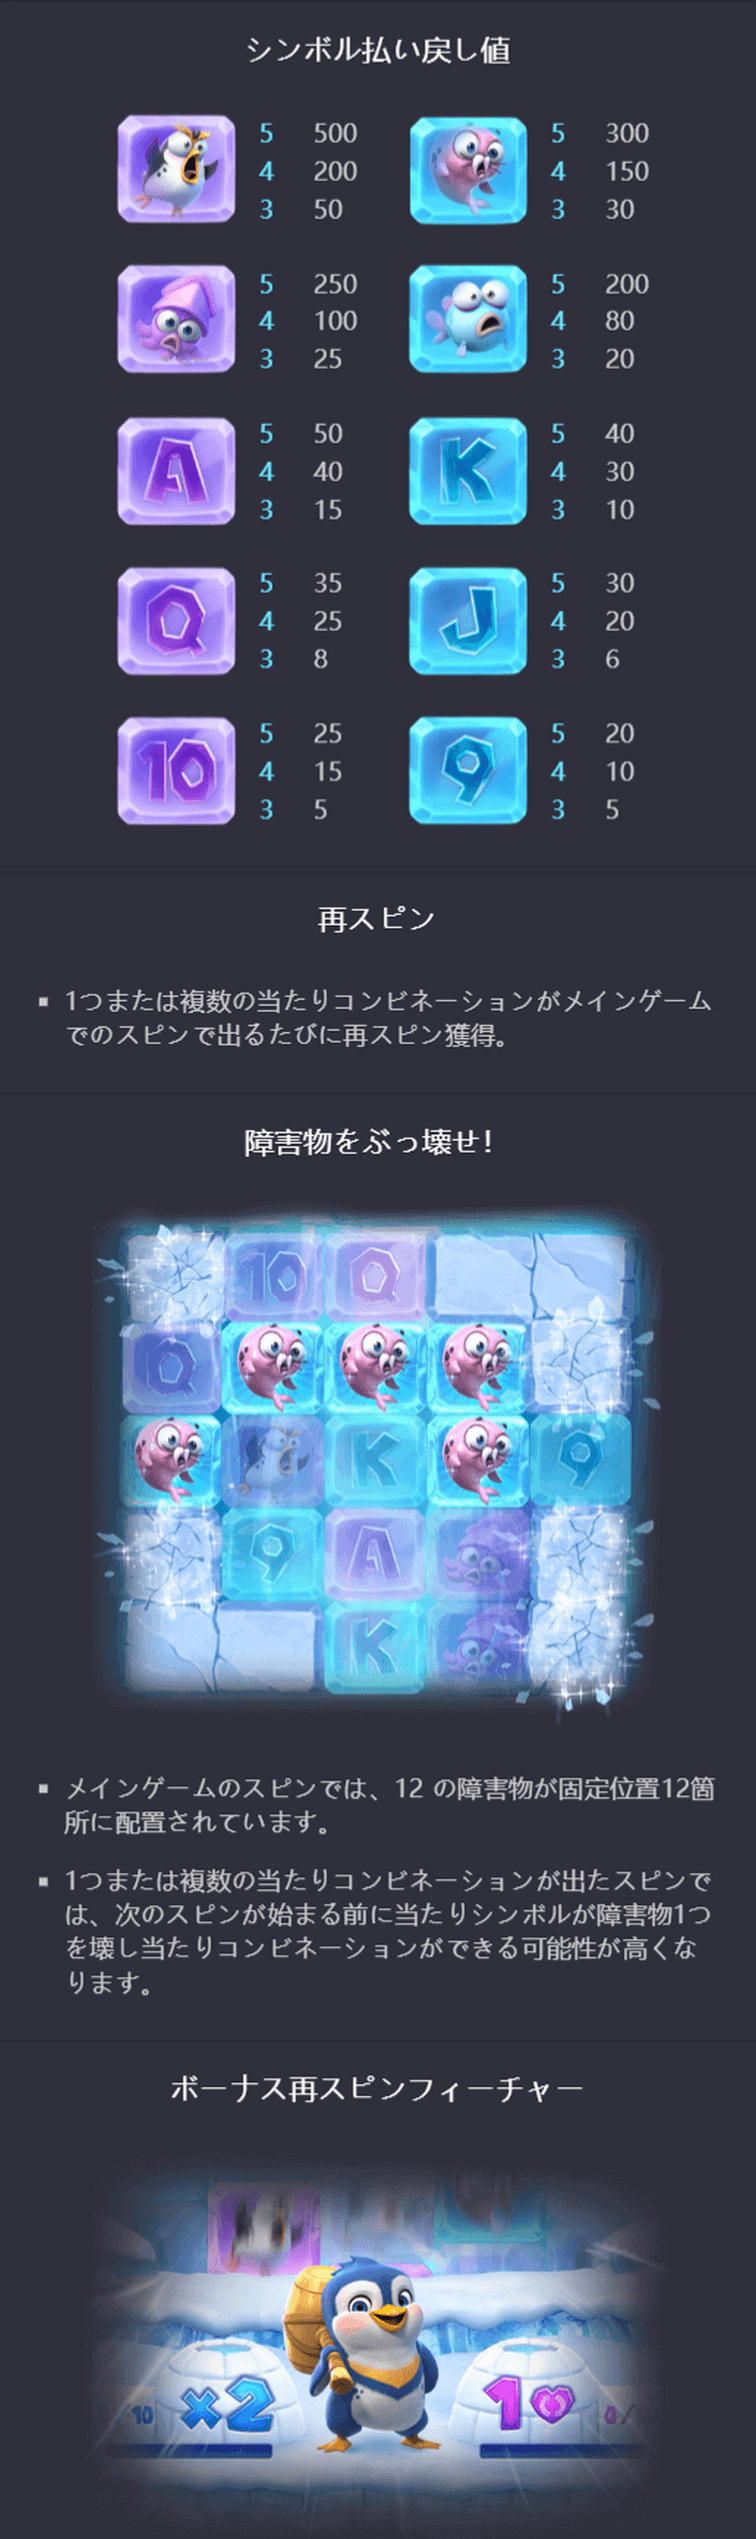 シンボル払い戻し値
5 500 5 300
4 200 4 150
3 50 3 30
5 250 5 200
4 100 4 80
3 25 3 20
A 5 50 K 5 40
4 40 4 30
3 15 3 10
Q 5 35 J 5 30
4 25 4 20
3 8 3 6
10 5 25 9 5 20
4 15 4 10
3 5 3 5
再スピン
▪ 1つまたは複数の当たりコンビネーションがメインゲーム
でのスピンで出るたびに再スピン獲得。
障害物をぶっ壊せ!
10 Q
Q
K 9
9 A
K
▪ メインゲームのスピンでは、12 の障害物が固定位置12箇
所に配置されています。
▪ 1つまたは複数の当たりコンビネーションが出たスピンで
は、次のスピンが始まる前に当たりシンボルが障害物1つ
を壊し当たりコンビネーションができる可能性が高くな
ります。
ボーナス再スピンフィーチャー
/10 ×2 1 0/